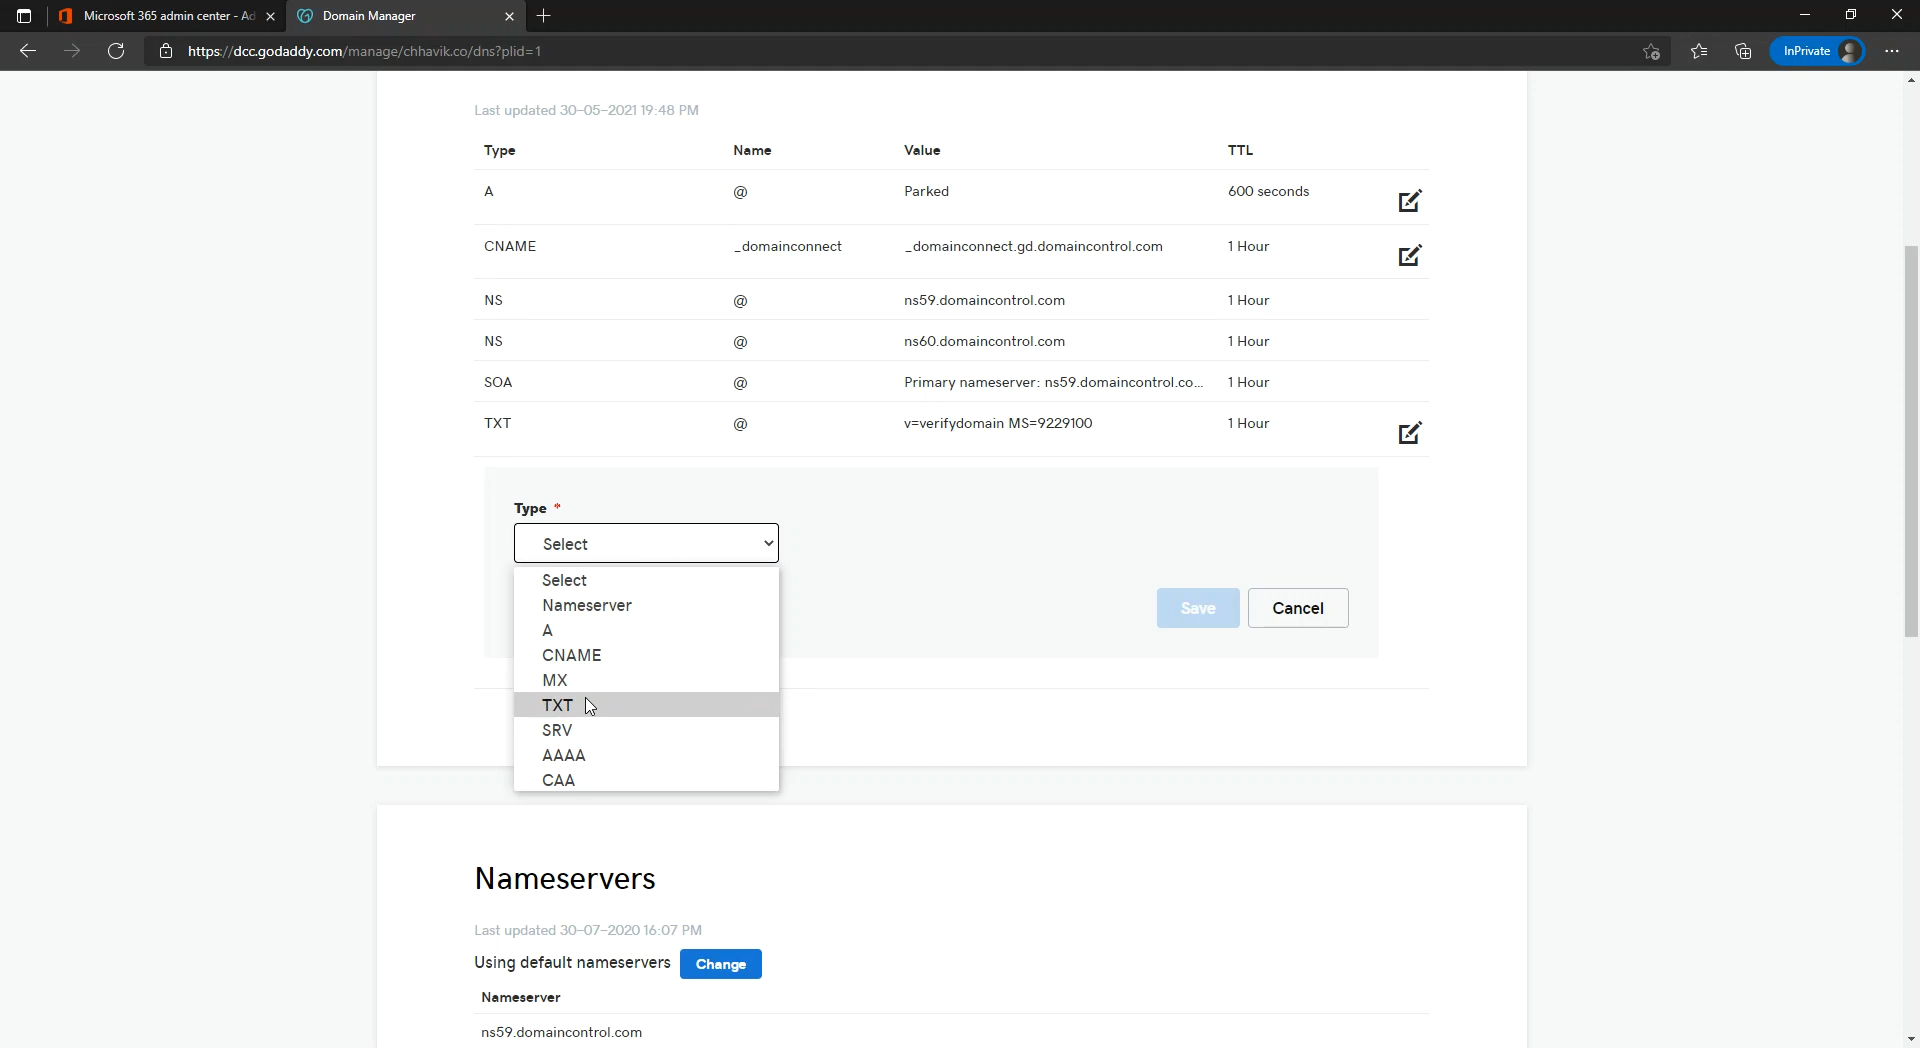 Microsoft 365 admin center - Ad
Domain Manager
https://dcc.godaddy.com/manage/chhavik.co/dns?plid=1
InPrivate
Last updated 30-05-2021 19:48 PM
Type Name Value TTL
A @ Parked 600 seconds
CNAME _domainconnect _domainconnect.gd.domaincontrol.com 1 Hour
NS @ ns59.domaincontrol.com 1 Hour
NS @ ns60.domaincontrol.com 1 Hour
SOA @ Primary nameserver: ns59.domaincontrol.co... 1 Hour
TXT @ v=verifydomain MS=9229100 1 Hour
Type *
Select
Select
Nameserver
A
CNAME
MX
TXT
SRV
AAAA
CAA
Save Cancel
Nameservers
Last updated 30-07-2020 16:07 PM
Using default nameservers Change
Nameserver
ns59.domaincontrol.com